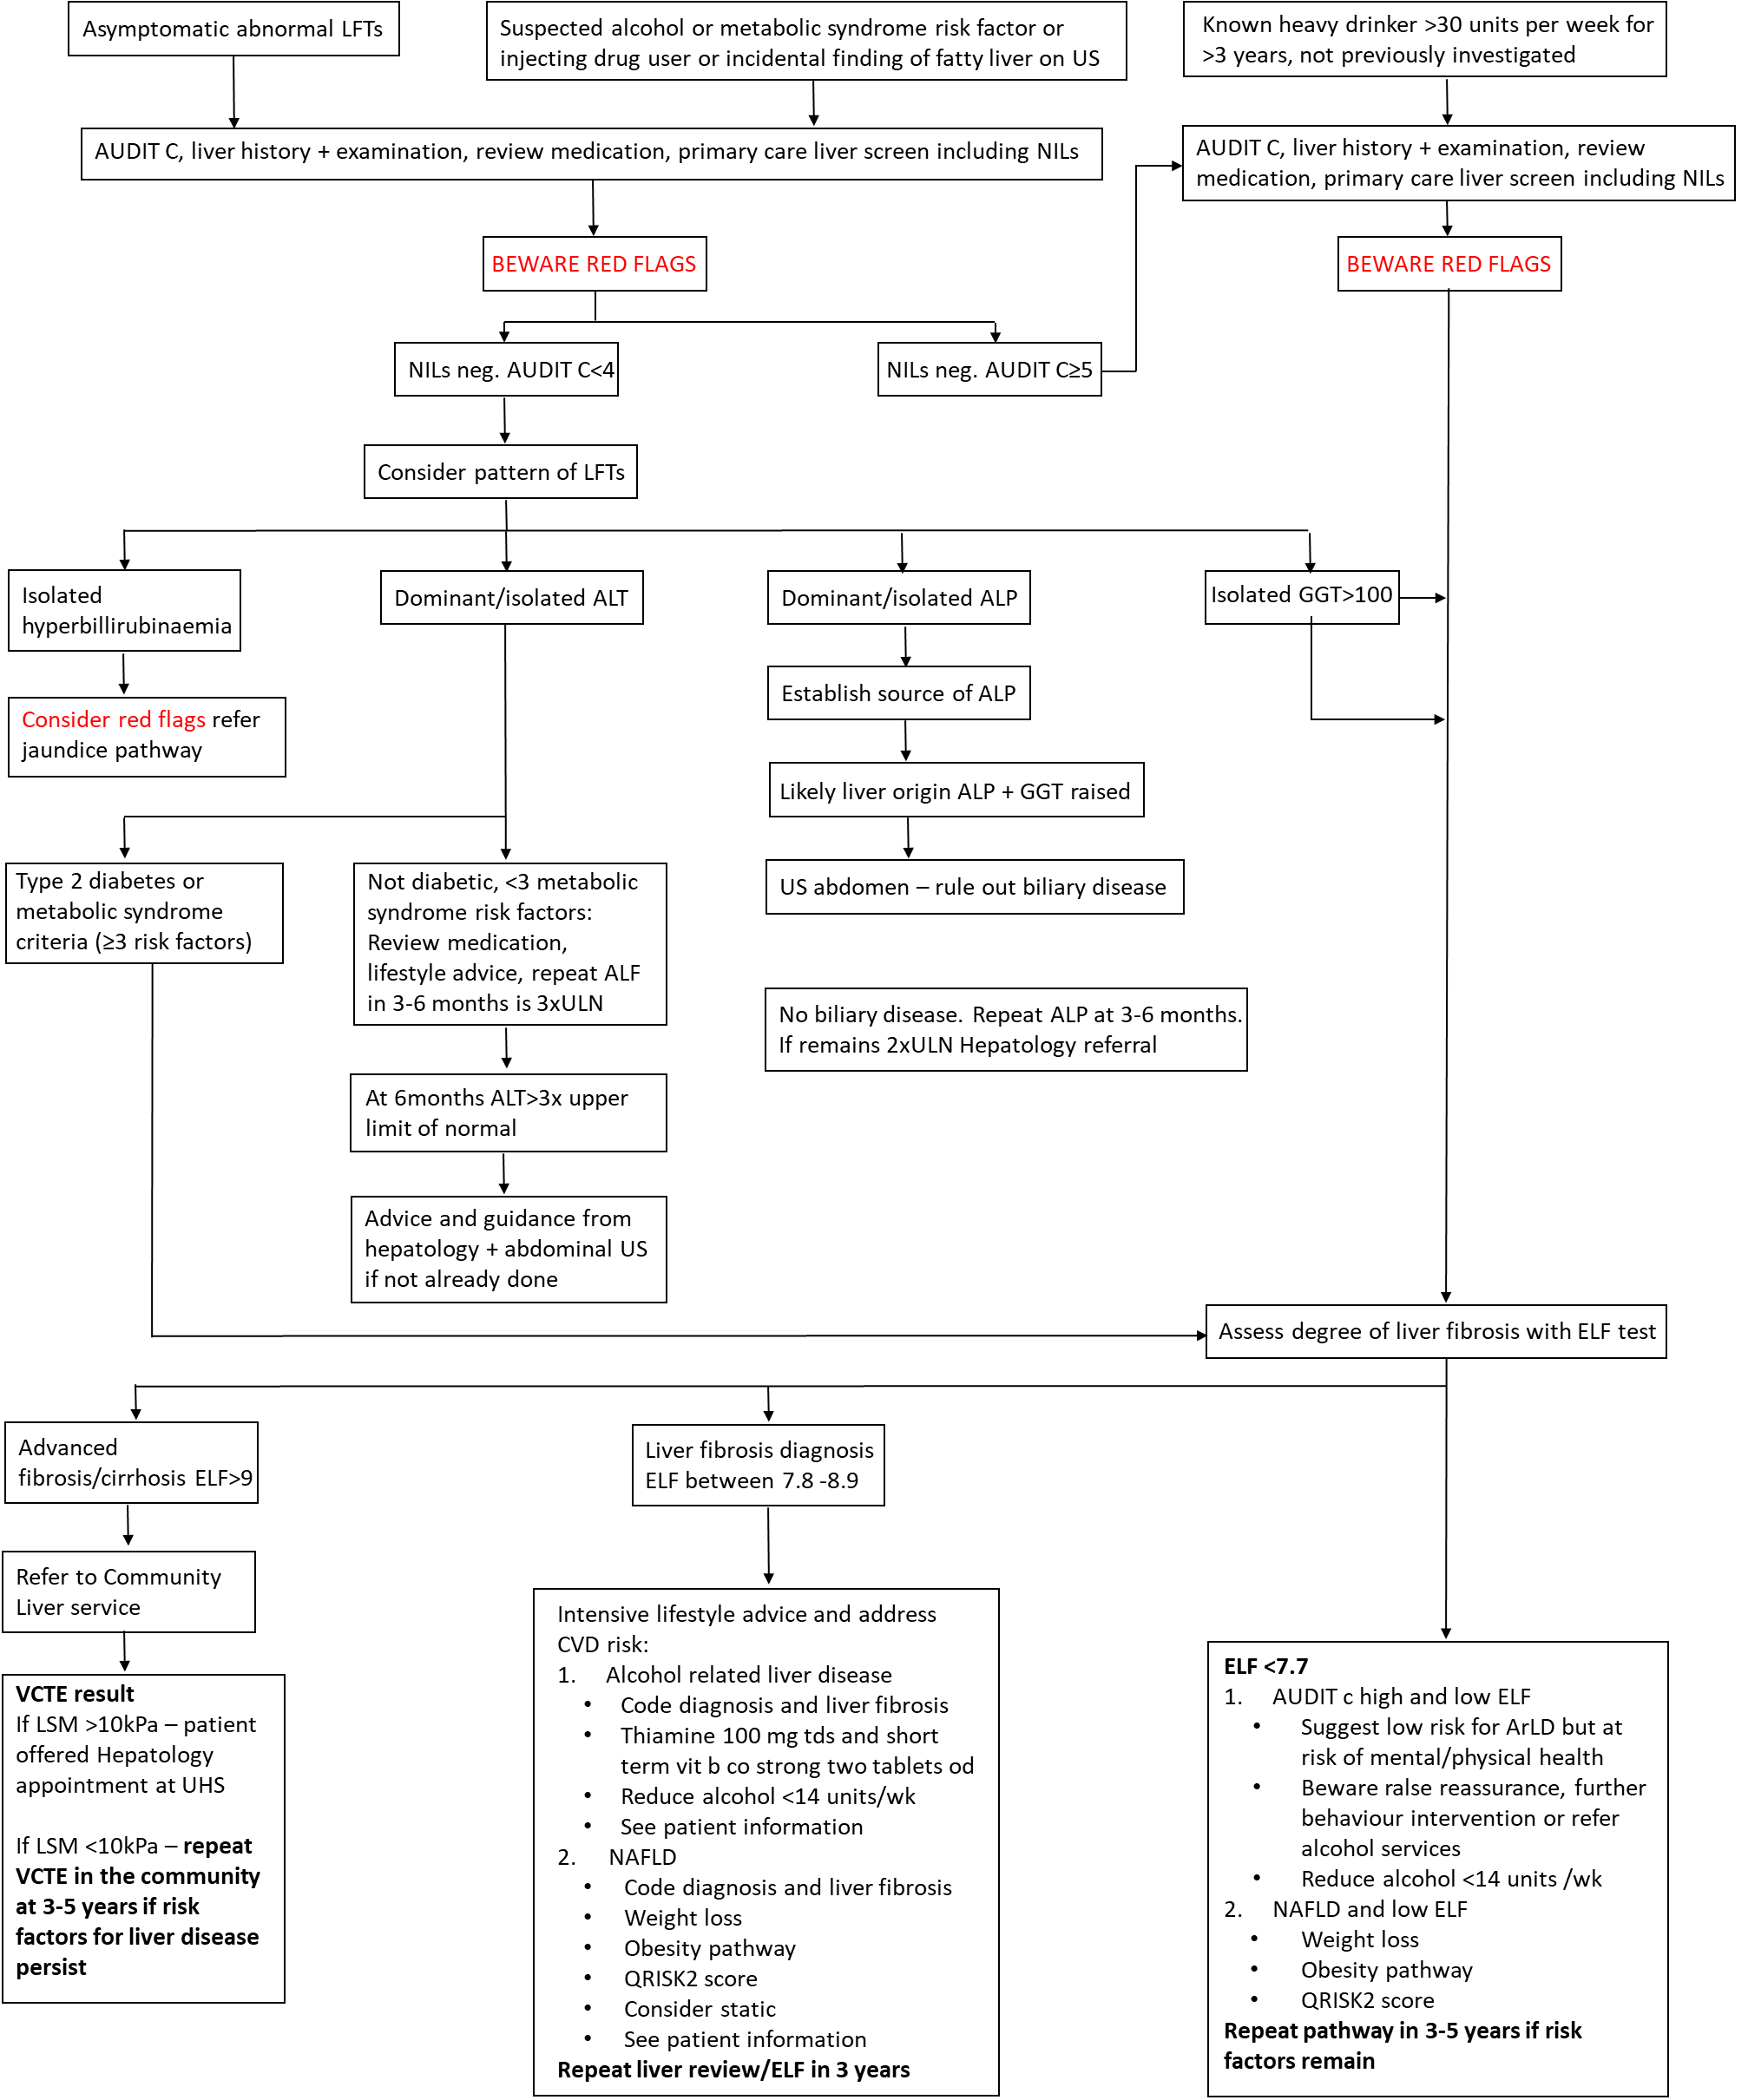 Asymptomatic abnormal LFTs
Suspected alcohol or metabolic syndrome risk factor or
injecting drug user or incidental finding of fatty liver on US
Known heavy drinker >30 units per week for
>3 years, not previously investigated
AUDIT C, liver history + examination, review medication, primary care liver screen including NILs
AUDIT C, liver history + examination, review
medication, primary care liver screen including NILs
BEWARE RED FLAGS
BEWARE RED FLAGS
NILs neg. AUDIT C<4
NILs neg. AUDIT C≥5
Consider pattern of LFTs
Isolated
hyperbillirubinaemia
Dominant/isolated ALT
Dominant/isolated ALP
Isolated GGT>100
Consider red flags refer
jaundice pathway
Establish source of ALP
Likely liver origin ALP + GGT raised
US abdomen – rule out biliary disease
Type 2 diabetes or
metabolic syndrome
criteria (≥3 risk factors)
Not diabetic, <3 metabolic
syndrome risk factors:
Review medication,
lifestyle advice, repeat ALF
in 3-6 months is 3xULN
No biliary disease. Repeat ALP at 3-6 months.
If remains 2xULN Hepatology referral
At 6months ALT>3x upper
limit of normal
Advice and guidance from
hepatology + abdominal US
if not already done
Assess degree of liver fibrosis with ELF test
Advanced
fibrosis/cirrhosis ELF>9
Liver fibrosis diagnosis
ELF between 7.8 -8.9
Refer to Community
Liver service
VCTE result
If LSM >10kPa – patient
offered Hepatology
appointment at UHS
If LSM <10kPa – repeat
VCTE in the community
at 3-5 years if risk
factors for liver disease
persist
Intensive lifestyle advice and address
CVD risk:
1. Alcohol related liver disease
• Code diagnosis and liver fibrosis
• Thiamine 100 mg tds and short
term vit b co strong two tablets od
• Reduce alcohol <14 units/wk
• See patient information
2. NAFLD
• Code diagnosis and liver fibrosis
• Weight loss
• Obesity pathway
• QRISK2 score
• Consider static
• See patient information
Repeat liver review/ELF in 3 years
ELF <7.7
1. AUDIT c high and low ELF
• Suggest low risk for ArLD but at
risk of mental/physical health
• Beware ralse reassurance, further
behaviour intervention or refer
alcohol services
• Reduce alcohol <14 units /wk
2. NAFLD and low ELF
• Weight loss
• Obesity pathway
• QRISK2 score
Repeat pathway in 3-5 years if risk
factors remain